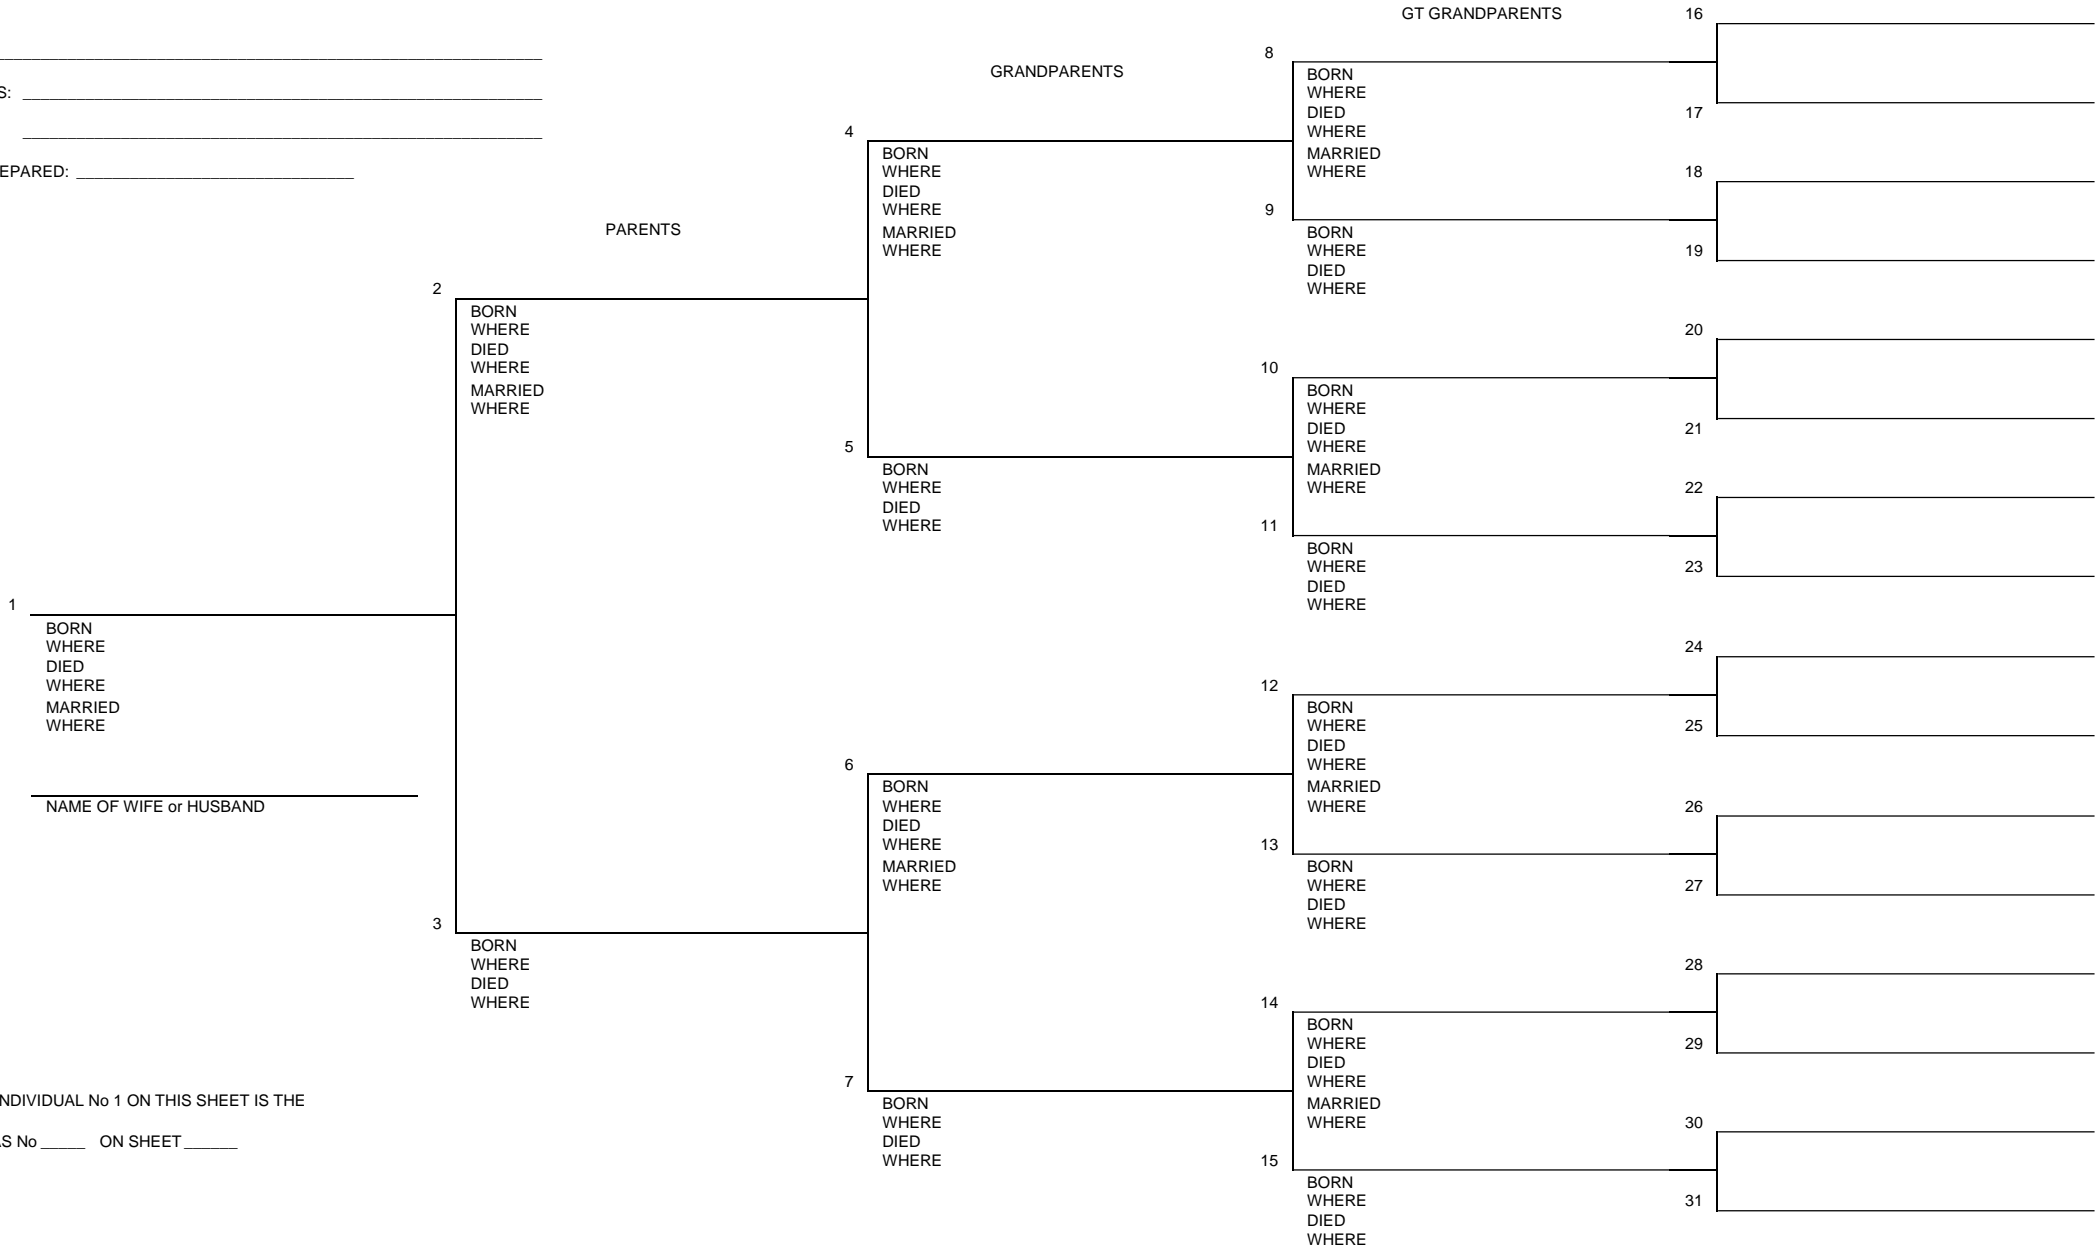 GT GRANDPARENTS
GRANDPARENTS
PARENTS
S: 
EPARED:
1
BORN
WHERE
DIED
WHERE
MARRIED
WHERE
NAME OF WIFE or HUSBAND
NDIVIDUAL No 1 ON THIS SHEET IS THE
AS No _____ ON SHEET ______
2
BORN
WHERE
DIED
WHERE
MARRIED
WHERE
3
BORN
WHERE
DIED
WHERE
4
BORN
WHERE
DIED
WHERE
MARRIED
WHERE
5
BORN
WHERE
DIED
WHERE
6
BORN
WHERE
DIED
WHERE
MARRIED
WHERE
7
BORN
WHERE
DIED
WHERE
8
BORN
WHERE
DIED
WHERE
MARRIED
WHERE
9
BORN
WHERE
DIED
WHERE
10
BORN
WHERE
DIED
WHERE
MARRIED
WHERE
11
BORN
WHERE
DIED
WHERE
12
BORN
WHERE
DIED
WHERE
MARRIED
WHERE
13
BORN
WHERE
DIED
WHERE
14
BORN
WHERE
DIED
WHERE
MARRIED
WHERE
15
BORN
WHERE
DIED
WHERE
16
17
18
19
20
21
22
23
24
25
26
27
28
29
30
31